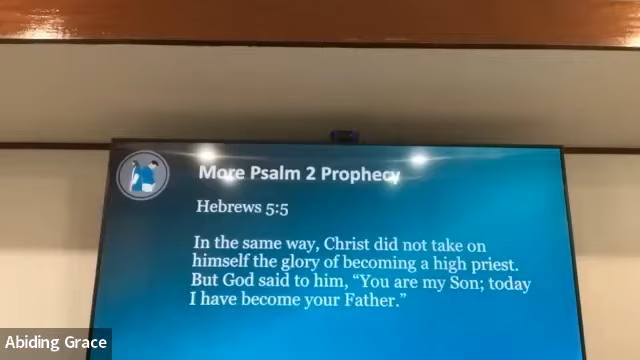 More Psalm 2 Prophecy
Hebrews 5:5
In the same way, Christ did not take on
himself the glory of becoming a high priest.
But God said to him, “You are my Son; today
I have become your Father.”
Abiding Grace